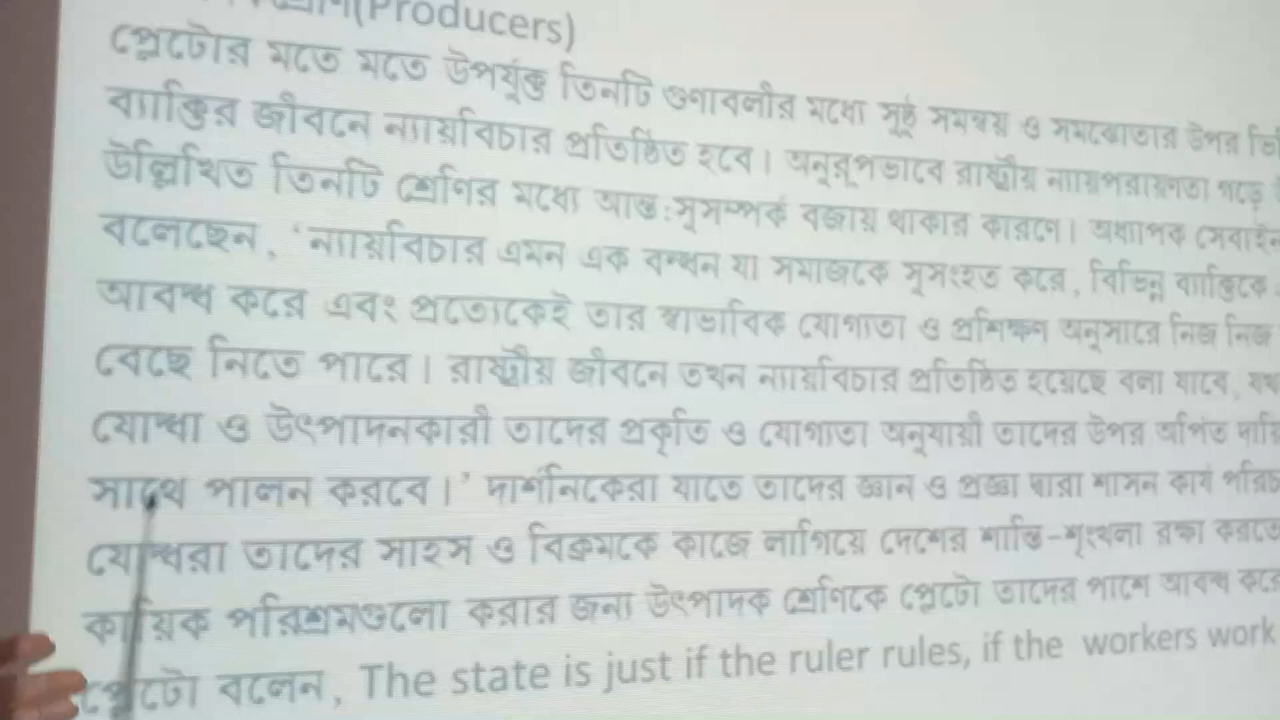 (Producers)
প্লেটোর মতে মতে উপর্যুক্ত তিনটি গুণাবলীর মধ্যে সুষ্ঠু সমন্বয় ও সমঝোতার উপর
ব্যাক্তির জীবনে ন্যায়বিচার প্রতিষ্ঠিত হবে। অনুরূপভাবে রাষ্ট্রীয় ন্যায়পরায়ণতা গড়ে
উল্লিখিত তিনটি শ্রেণির মধ্যে আন্ত:সুসম্পর্ক বজায় থাকার কারণে। অধ্যাপক
বলেছেন, ‘ন্যায়বিচার এমন এক বন্ধন যা সমাজকে সুসংহত করে, বিভিন্ন ব্যাক্তিকে
আবদ্ধ করে এবং প্রত্যেকেই তার স্বাভাবিক যোগ্যতা ও প্রশিক্ষণ অনুসারে নিজ নিজ
বেছে নিতে পারে। রাষ্ট্রীয় জীবনে তখন ন্যায়বিচার প্রতিষ্ঠিত হয়েছে বলা যাবে,
যোদ্ধা ও উৎপাদনকারী তাদের প্রকৃতি ও যোগ্যতা অনুযায়ী তাদের উপর অর্পিত
সাথে পালন করবে।’ দার্শনিকেরা যাতে তাদের জ্ঞান ও প্রজ্ঞা দ্বারা শাসন কার্য
যোদ্ধরা তাদের সাহস ও বিক্রমকে কাজে লাগিয়ে দেশের শান্তি-শৃংখলা রক্ষা করতে
কায়িক পরিশ্রমগুলো করার জন্য উৎপাদক শ্রেণিকে প্লেটো তাদের পাশে আবদ্ধ করে
প্লেটো বলেন, The state is just if the ruler rules, if the workers work